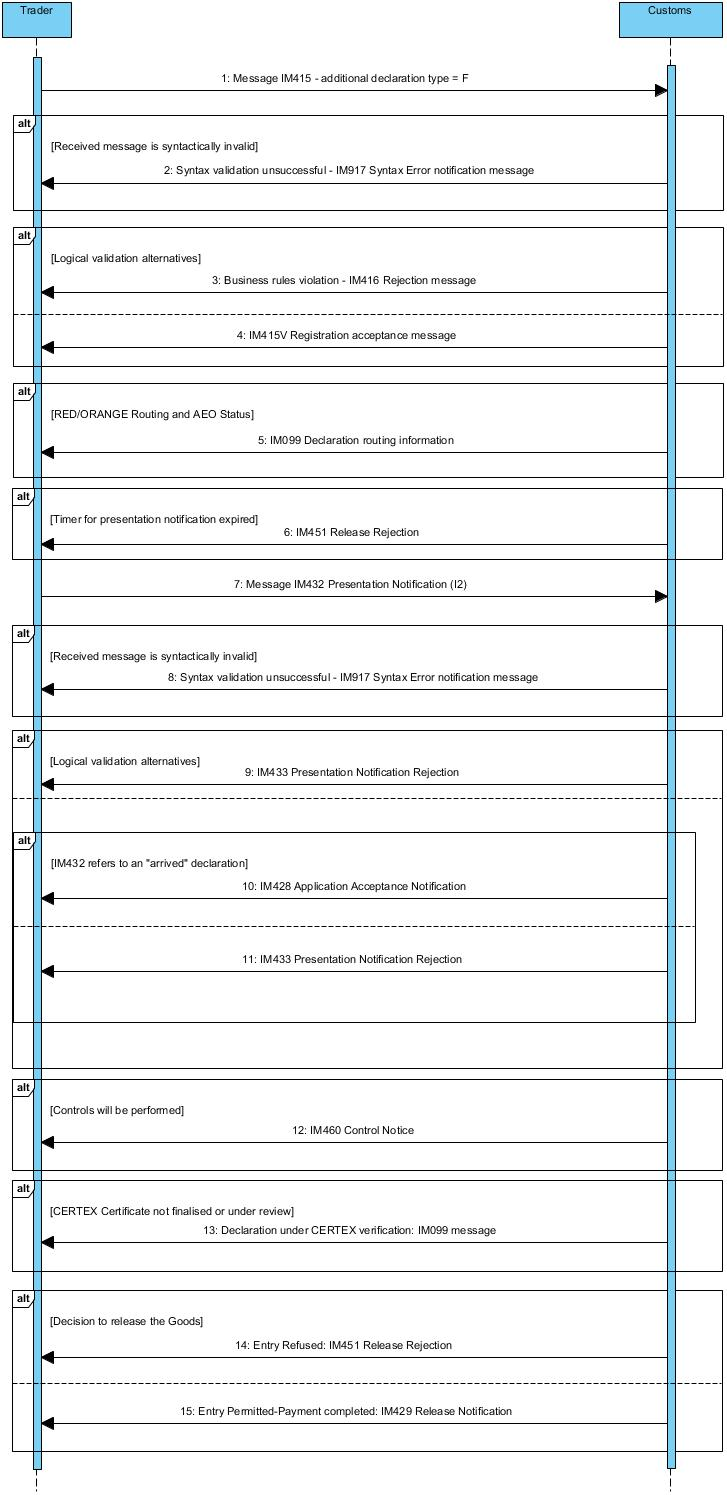 Trader
Customs
1: Message IM415 - additional declaration type = F
alt
[Received message is syntactically invalid]
2: Syntax validation unsuccessful - IM917 Syntax Error notification message
alt
[Logical validation alternatives]
3: Business rules violation - IM416 Rejection message
4: IM415V Registration acceptance message
alt
[RED/ORANGE Routing and AEO Status]
5: IM099 Declaration routing information
alt
[Timer for presentation notification expired]
6: IM451 Release Rejection
7: Message IM432 Presentation Notification (I2)
alt
[Received message is syntactically invalid]
8: Syntax validation unsuccessful - IM917 Syntax Error notification message
alt
[Logical validation alternatives]
9: IM433 Presentation Notification Rejection
alt
[IM432 refers to an "arrived" declaration]
10: IM428 Application Acceptance Notification
11: IM433 Presentation Notification Rejection
alt
[Controls will be performed]
12: IM460 Control Notice
alt
[CERTEX Certificate not finalised or under review]
13: Declaration under CERTEX verification: IM099 message
alt
[Decision to release the Goods]
14: Entry Refused: IM451 Release Rejection
15: Entry Permitted-Payment completed: IM429 Release Notification